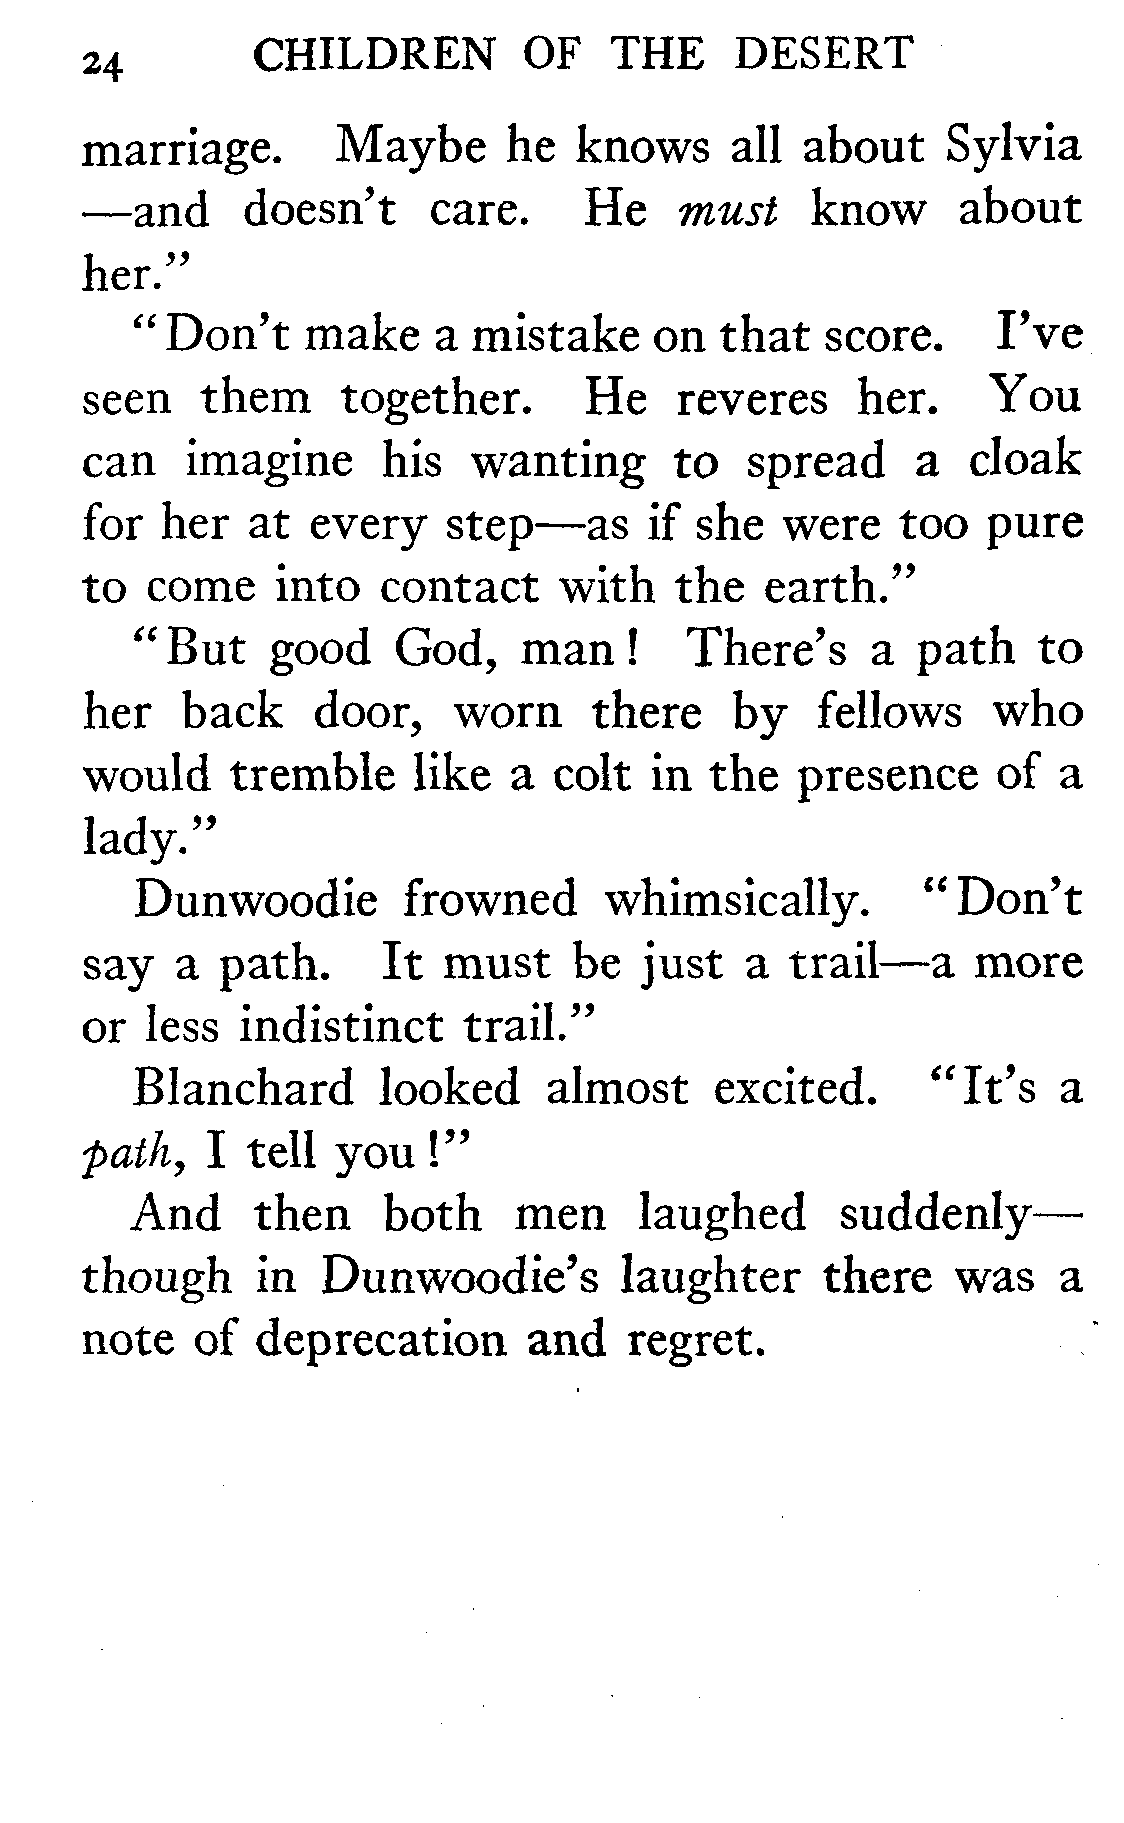 24 CHILDREN OF THE DESERT
marriage. Maybe he knows all about Sylvia
—and doesn't care. He must know about
her."
"Don't make a mistake on that score. I've
seen them together. He reveres her. You
can imagine his wanting to spread a cloak
for her at every step—as if she were too pure
to come into contact with the earth."
"But good God, man! There's a path to
her back door, worn there by fellows who
would tremble like a colt in the presence of a
lady."
Dunwoodie frowned whimsically. "Don't
say a path. It must be just a trail—a more
or less indistinct trail."
Blanchard looked almost excited. "It's a
path, I tell you!"
And then both men laughed suddenly—
though in Dunwoodie's laughter there was a
note of deprecation and regret.